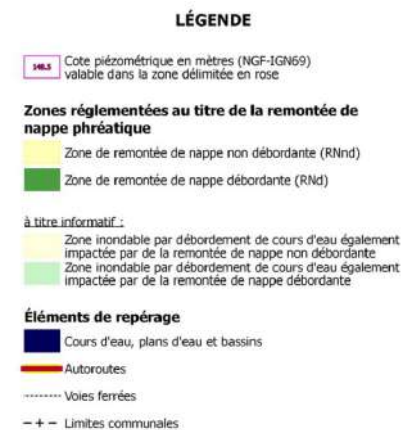 LÉGENDE
148.5
Cote piézométrique en mètres (NGF-IGN69)
valable dans la zone délimitée en rose
Zones réglementées au titre de la remontée de
nappe phréatique
Zone de remontée de nappe non débordante (RNnd)
Zone de remontée de nappe débordante (RNd)
à titre informatif :
Zone inondable par débordement de cours d'eau également
impactée par de la remontée de nappe non débordante
Zone inondable par débordement de cours d'eau également
impactée par de la remontée de nappe débordante
Éléments de repérage
Cours d'eau, plans d'eau et bassins
Autoroutes
Voies ferrées
Limites communales